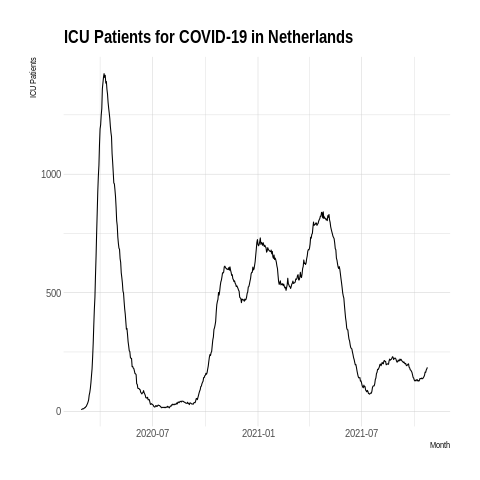 ICU Patients for COVID-19 in Netherlands
ICU Patients
1000
500
0
2020-07
2021-01
2021-07
Month